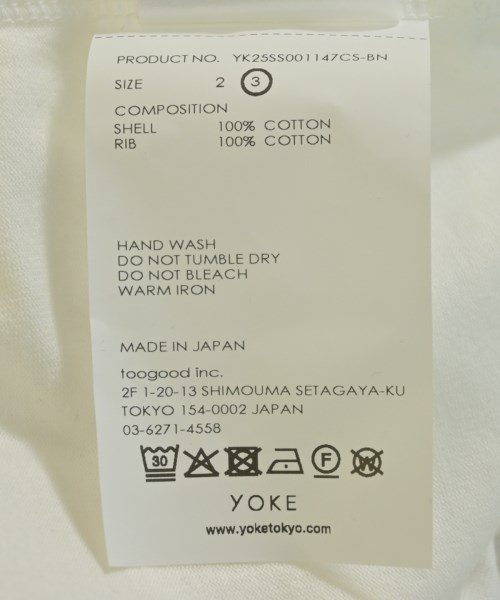 PRODUCT NO. YK25SS001147CS-BN
SIZE 2 3
COMPOSITION
SHELL 100% COTTON
RIB 100% COTTON
HAND WASH
DO NOT TUMBLE DRY
DO NOT BLEACH
WARM IRON
MADE IN JAPAN
toogood inc.
2F 1-20-13 SHIMOUMA SETAGAYA-KU
TOKYO 154-0002 JAPAN
03-6271-4558
30 F W
YOKE
www.yoketokyo.com